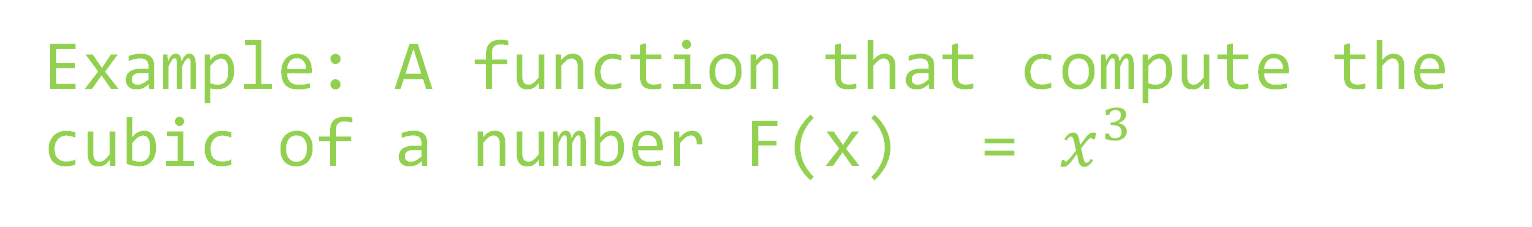 Example: A function that compute the
cubic of a number F(x)  = x³